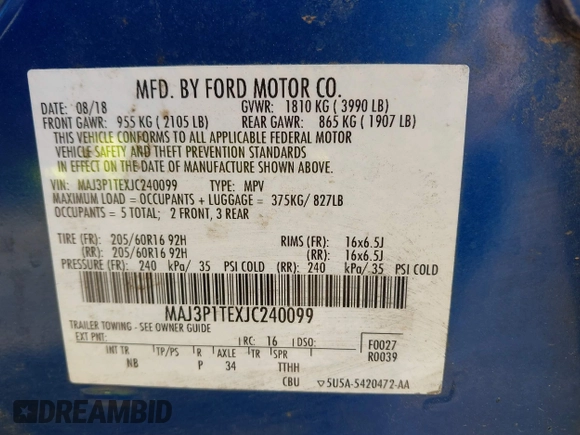 MFD. BY FORD MOTOR CO.
DATE: 08/18 GVWR: 1810 KG ( 3990 LB)
FRONT GAWR: 955 KG ( 2105 LB) REAR GAWR: 865 KG ( 1907 LB)
THIS VEHICLE CONFORMS TO ALL APPLICABLE FEDERAL MOTOR
VEHICLE SAFETY AND THEFT PREVENTION STANDARDS
IN EFFECT ON THE DATE OF MANUFACTURE SHOWN ABOVE.
VIN: MAJ3P1TEXJC240099 TYPE: MPV
MAXIMUM LOAD = OCCUPANTS + LUGGAGE = 375KG/ 827LB
OCCUPANTS = 5 TOTAL; 2 FRONT, 3 REAR
TIRE (FR): 205/60R16 92H RIMS (FR): 16x6.5J
(RR): 205/60R16 92H (RR): 16x6.5J
PRESSURE (FR): 240 kPa/ 35 PSI COLD (RR): 240 kPa/ 35 PSI COLD
MAJ3P1TEXJC240099
TRAILER TOWING - SEE OWNER GUIDE
EXT PNT: RC: 16 DSO: F0027
R0039
INT TR TP/PS R AXLE TR SPR
NB P 34 TTHH
CBU ▽5U5A-5420472-AA
DREAMBID